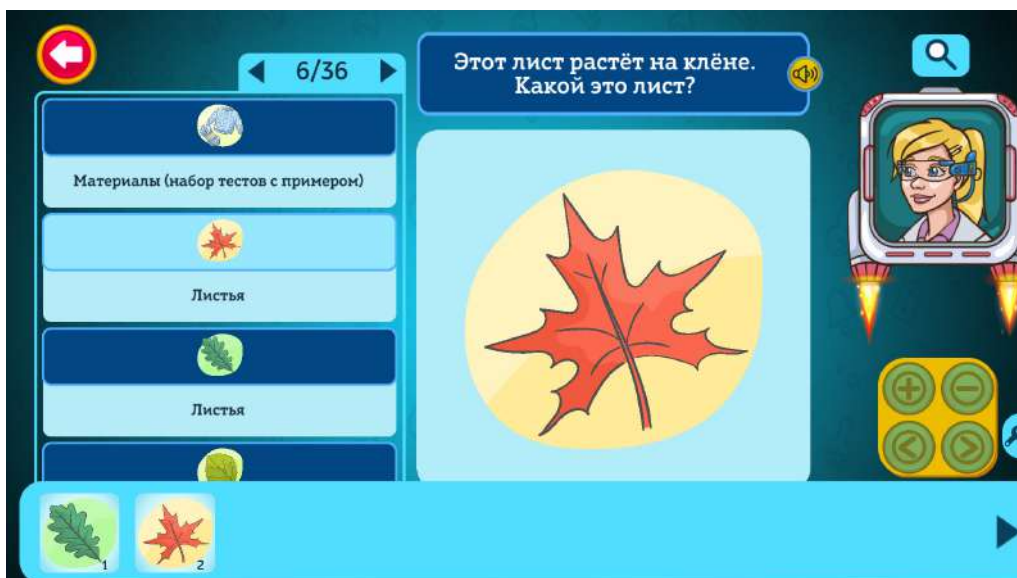 6/36
Этот лист растёт на клёне.
Какой это лист?
Материалы (набор тестов с примером)
Листья
Листья
1
2